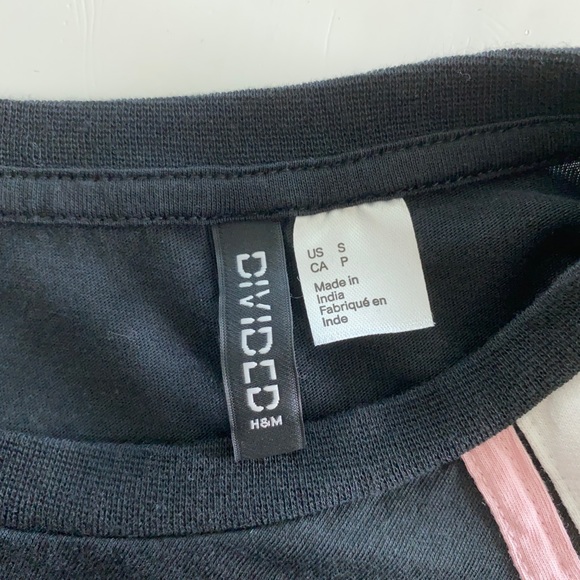 DIVIDED
H&M
US S
CA P
Made in
India
Fabriqué en
Inde